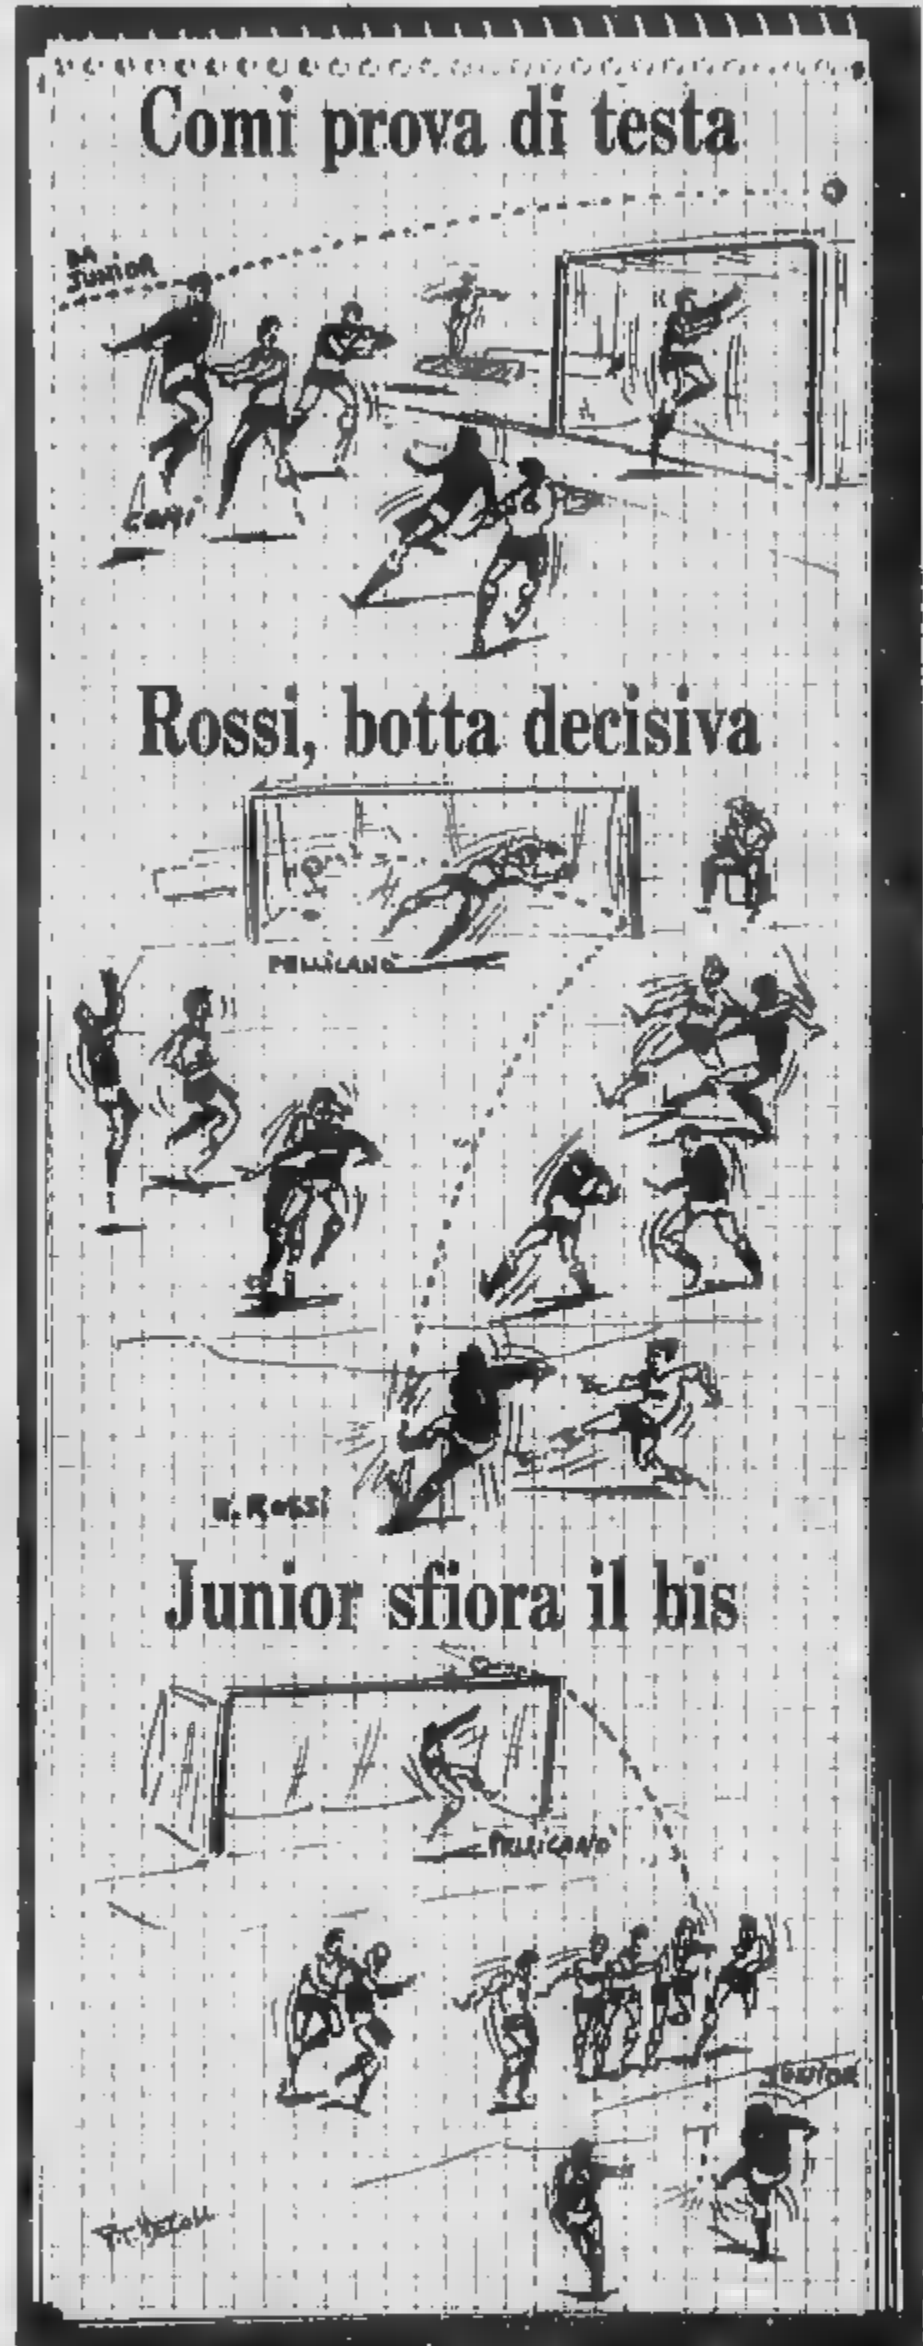 Comi prova di testa
DA
JUNIOR
COMI
Rossi, botta decisiva
PELLICANO
E. ROSSI
Junior sfiora il bis
PELLICANO
JUNIOR